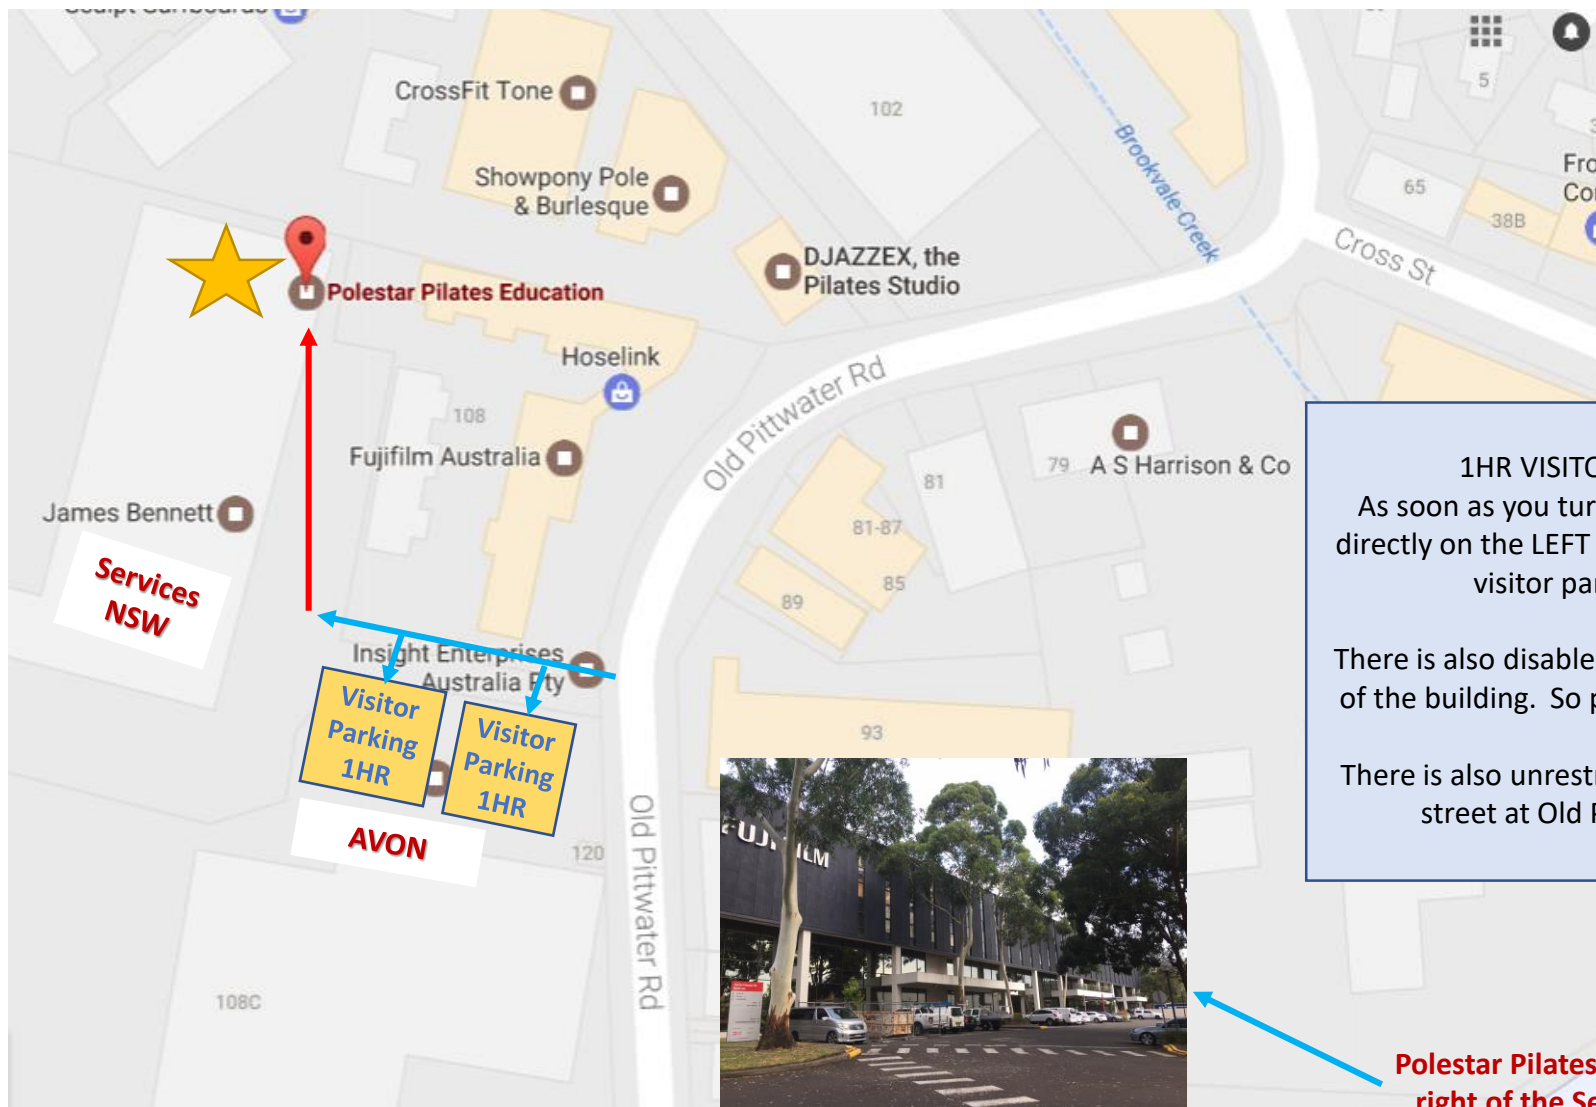 CrossFit Tone
102
5
Showpony Pole
& Burlesque
Brookvale Creek
65
38B
Fro
Co
Cross St
DJAZZEX, the
Pilates Studio
Polestar Pilates Education
Hoselink
Old Pittwater Rd
108
Fujifilm Australia
79
A S Harrison & Co
81
James Bennett
81-87
85
89
Services
NSW
Insight Enterprises
Australia Pty
Visitor
Parking
1HR
Visitor
Parking
1HR
93
AVON
120
Old Pittwater Rd
108C
1HR VISITO
As soon as you tur
directly on the LEFT
visitor par
There is also disable
of the building.  So p
There is also unrestr
street at Old P
FUJIFILM
Polestar Pilates
right of the Se